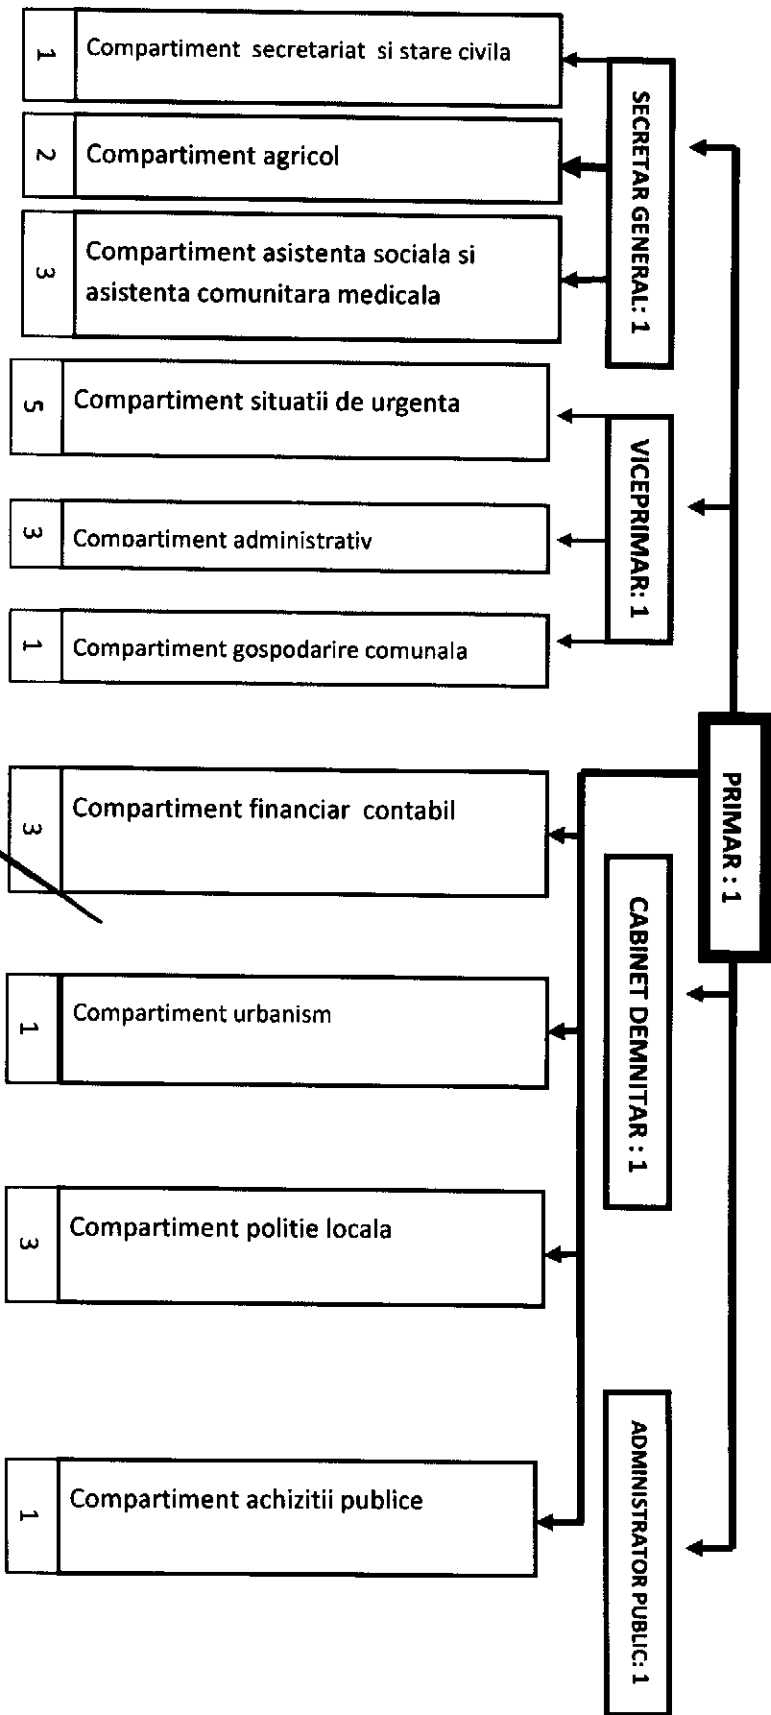 PRIMAR : 1
SECRETAR GENERAL: 1
VICEPRIMAR: 1
CABINET DEMNITAR : 1
ADMINISTRATOR PUBLIC: 1
Compartiment secretariat si stare civila
1
Compartiment agricol
2
Compartiment asistenta sociala si
asistenta comunitara medicala
3
Compartiment situatii de urgenta
5
Compartiment administrativ
3
Compartiment gospodarire comunala
1
Compartiment financiar contabil
3
Compartiment urbanism
1
Compartiment politie locala
3
Compartiment achizitii publice
1